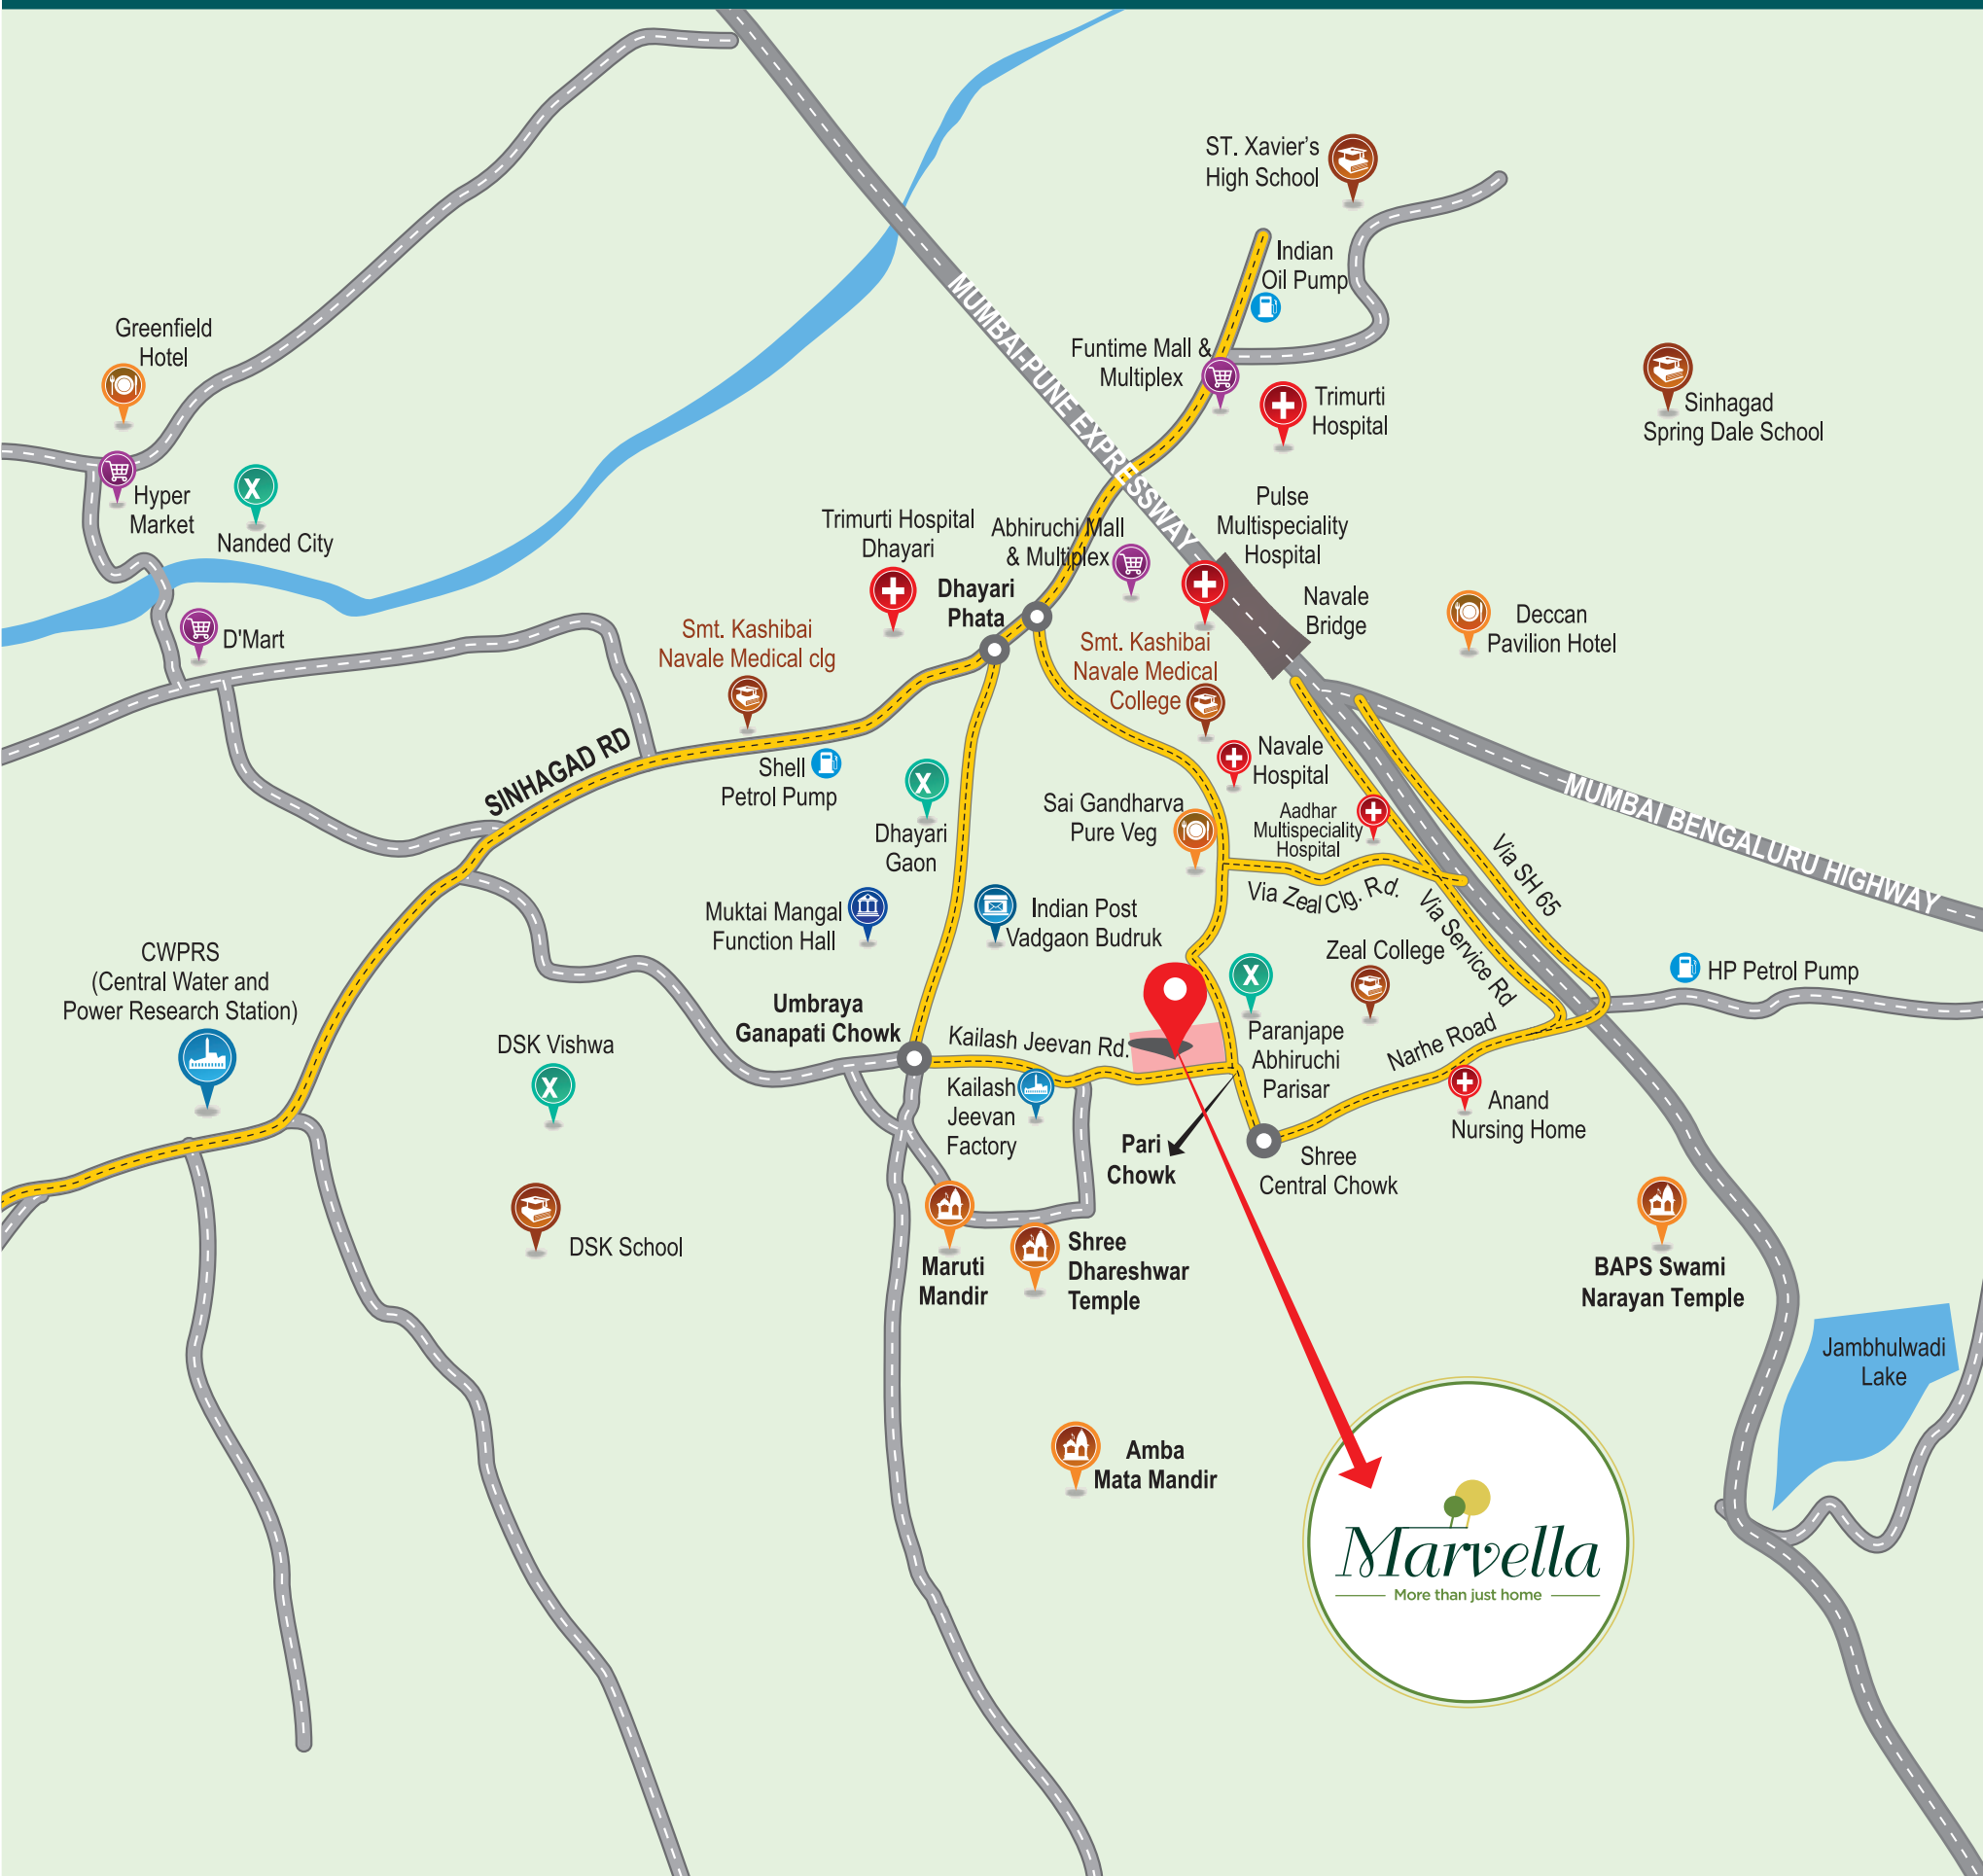 ST. Xavier's
High School
Indian
Oil Pump
MUMBAI-PUNE EXPRESSWAY
Greenfield
Hotel
Funtime Mall &
Multiplex
Trimurti
Hospital
Sinhagad
Spring Dale School
Hyper
Market
Nanded City
Trimurti Hospital
Dhayari
Abhiruchi Mall
& Multiplex
Pulse
Multispeciality
Hospital
Dhayari
Phata
Navale
Bridge
Deccan
Pavilion Hotel
D'Mart
Smt. Kashibai
Navale Medical clg
Smt. Kashibai
Navale Medical
College
SINHAGAD RD
Shell
Petrol Pump
Navale
Hospital
MUMBAI BENGALURU HIGHWAY
Dhayari
Gaon
Sai Gandharva
Pure Veg
Aadhar
Multispeciality
Hospital
Via SH 65
Via Zeal Clg. Rd.
Via Service Rd
Muktai Mangal
Function Hall
Indian Post
Vadgaon Budruk
CWPRS
(Central Water and
Power Research Station)
Zeal College
HP Petrol Pump
Umbraya
Ganapati Chowk
Kailash Jeevan Rd.
Paranjape
Abhiruchi
Parisar
Narhe Road
DSK Vishwa
Kailash
Jeevan
Factory
Anand
Nursing Home
Pari
Chowk
Shree
Central Chowk
DSK School
Maruti
Mandir
Shree
Dhareshwar
Temple
BAPS Swami
Narayan Temple
Jambhulwadi
Lake
Amba
Mata Mandir
Marvella
More than just home
X
X
X
X